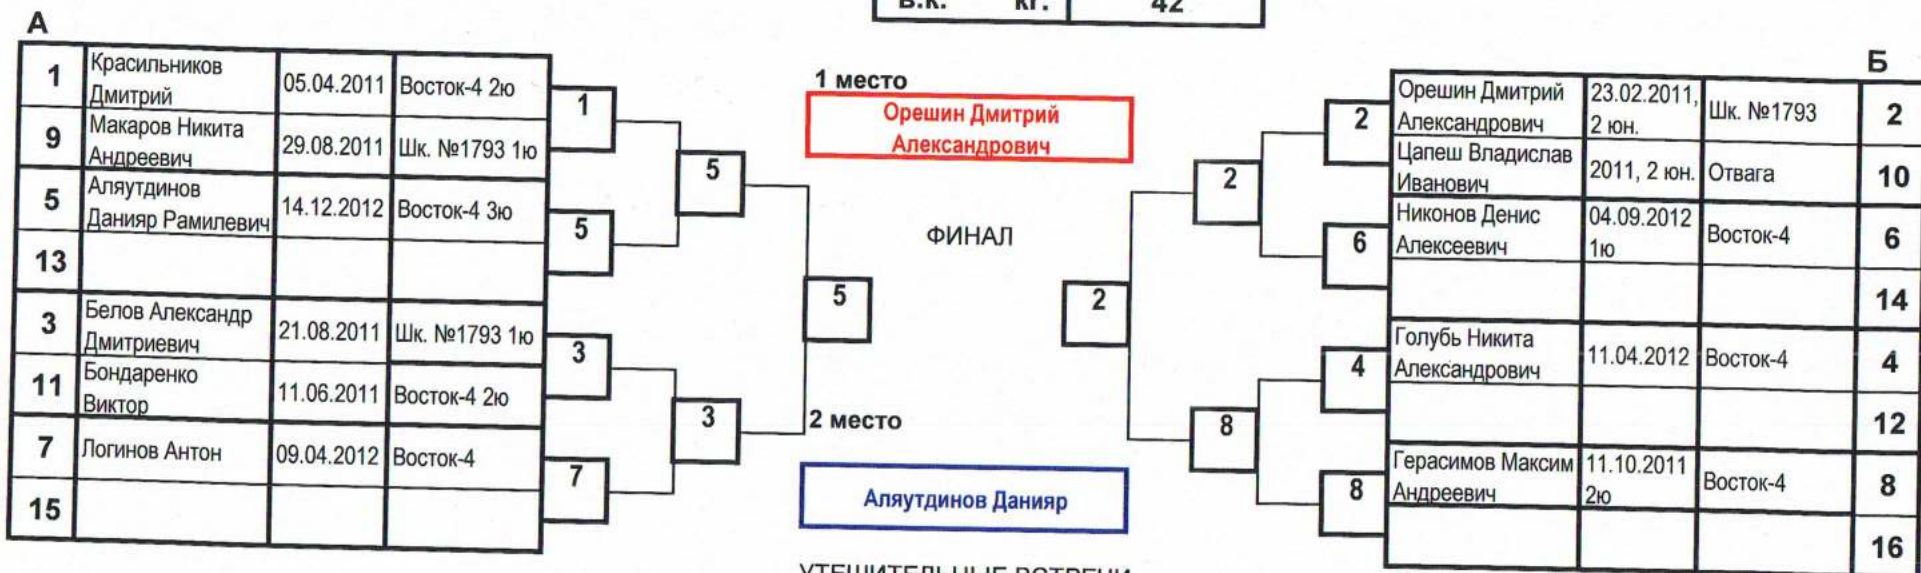 в.к. кг. 42
А
Б
1 Красильников Дмитрий 05.04.2011 Восток-4 2ю
9 Макаров Никита Андреевич 29.08.2011 Шк. №1793 1ю
5 Аляутдинов Данияр Рамилевич 14.12.2012 Восток-4 3ю
13
3 Белов Александр Дмитриевич 21.08.2011 Шк. №1793 1ю
11 Бондаренко Виктор 11.06.2011 Восток-4 2ю
7 Логинов Антон 09.04.2012 Восток-4
15
1
5
3
7
5
3
5
1 место
Орешин Дмитрий
Александрович
ФИНАЛ
2 место
Аляутдинов Данияр
УТЕШИТЕЛЬНЫЕ ВСТРЕЧИ
2
2
8
2
6
4
8
Орешин Дмитрий Александрович 23.02.2011, 2 юн. Шк. №1793 2
Цапеш Владислав Иванович 2011, 2 юн. Отвага 10
Никонов Денис Алексеевич 04.09.2012 1ю Восток-4 6
14
Голубь Никита Александрович 11.04.2012 Восток-4 4
12
Герасимов Максим Андреевич 11.10.2011 2ю Восток-4 8
16